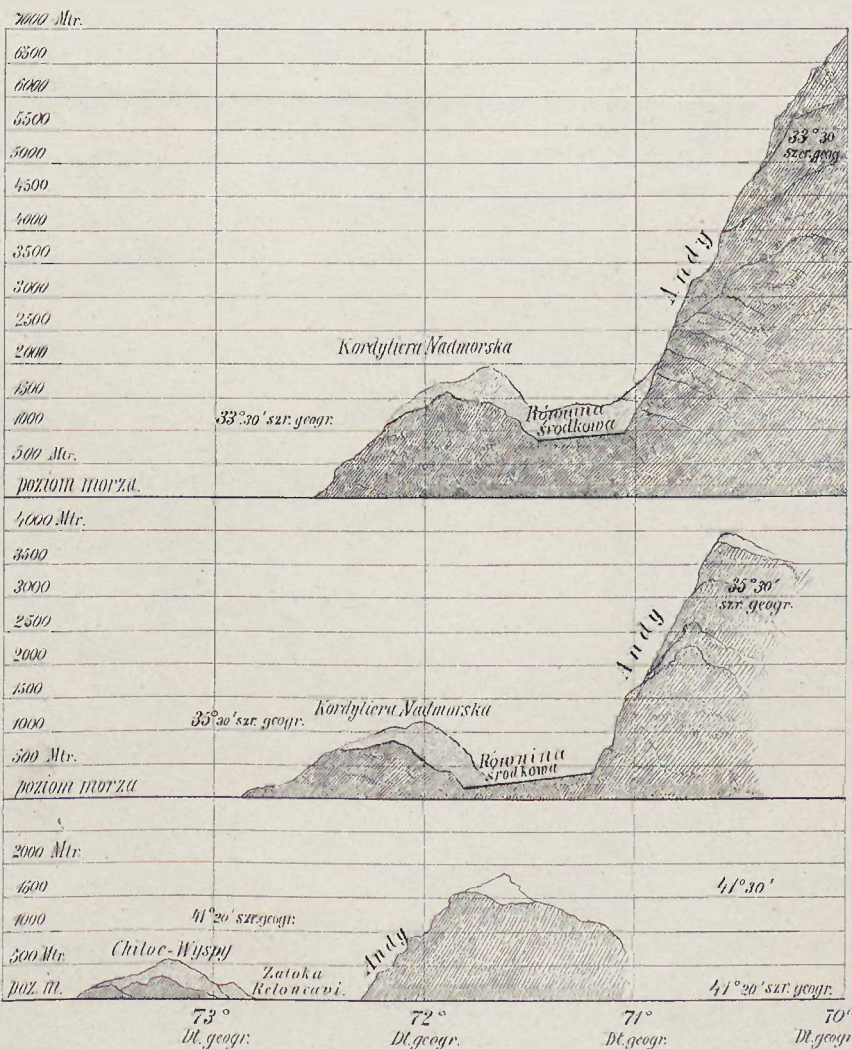 7000 Mtr.
6500
6000
5500
5000
4500
4000
3500
3000
2500
2000
1500
1000
500 Mtr.
poziom morza.
33°30
szer.geog.
Andy
Kordyliera Nadmorska
Równina
środkowa
33°30' szr. geogr.
4000 Mtr.
3500
3000
2500
2000
1500
1000
500 Mtr.
poziom morza
35°30'
szr. geogr.
Andy
35°30' szr. geogr.
Kordyliera Nadmorska
Równina
środkowa
2000 Mtr.
1500
1000
500 Mtr.
poz. m.
41°30'
41°20' szr.geogr.
Andy
Chiloe-Wyspy
Zatoka
Reloncavi.
41°20' szr. geogr.
73° 72° 71° 70°
Dł.geogr. Dł.geogr. Dł.geogr. Dł.geogr.